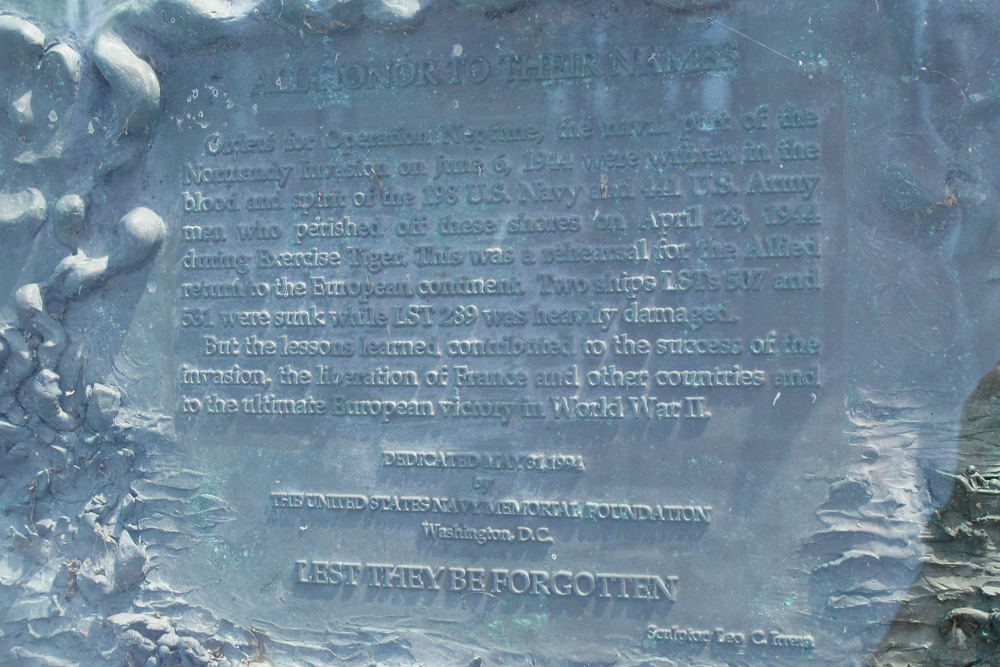 ALL HONOR TO THEIR NAMES
Orders for Operation Neptune, the naval part of the
Normandy invasion on June 6, 1944 were written in the
blood and spirit of the 198 U.S. Navy and 441 U.S. Army
men who perished off these shores on April 28, 1944
during Exercise Tiger. This was a rehearsal for the Allied
return to the European continent. Two ships LSTs 507 and
531 were sunk while LST 289 was heavily damaged.
But the lessons learned contributed to the success of the
invasion, the liberation of France and other countries and
to the ultimate European victory in World War II.
DEDICATED MAY 31, 1994
by
THE UNITED STATES NAVY MEMORIAL FOUNDATION
Washington, D.C.
LEST THEY BE FORGOTTEN
Sculptor, Leo C.